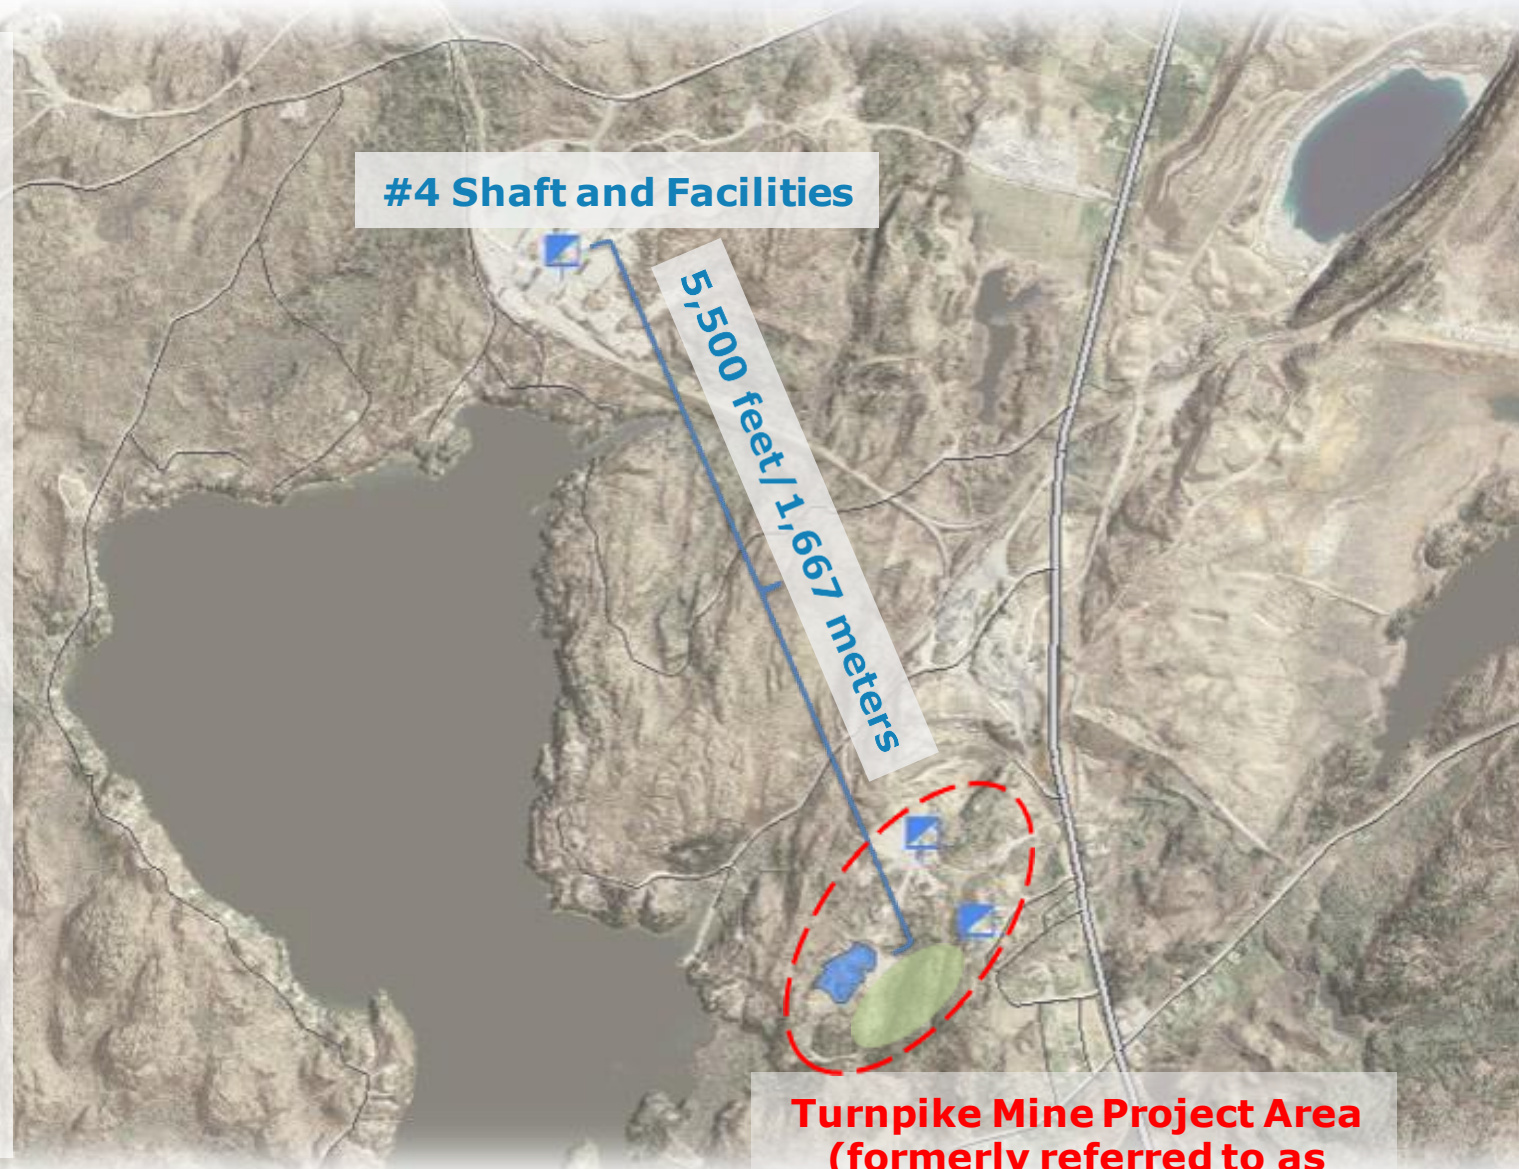 #4 Shaft and Facilities
5,500 feet/1,667 meters
Turnpike Mine Project Area
(formerly referred to as